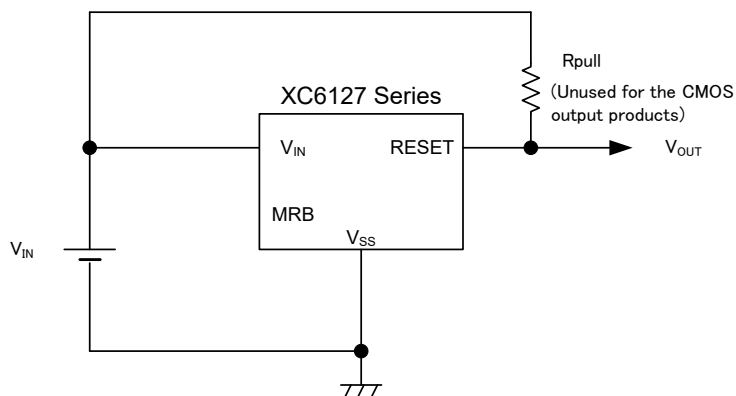 Rpull
(Unused for the CMOS
output products)
XC6127 Series
VIN
RESET
VOUT
MRB
VSS
VIN